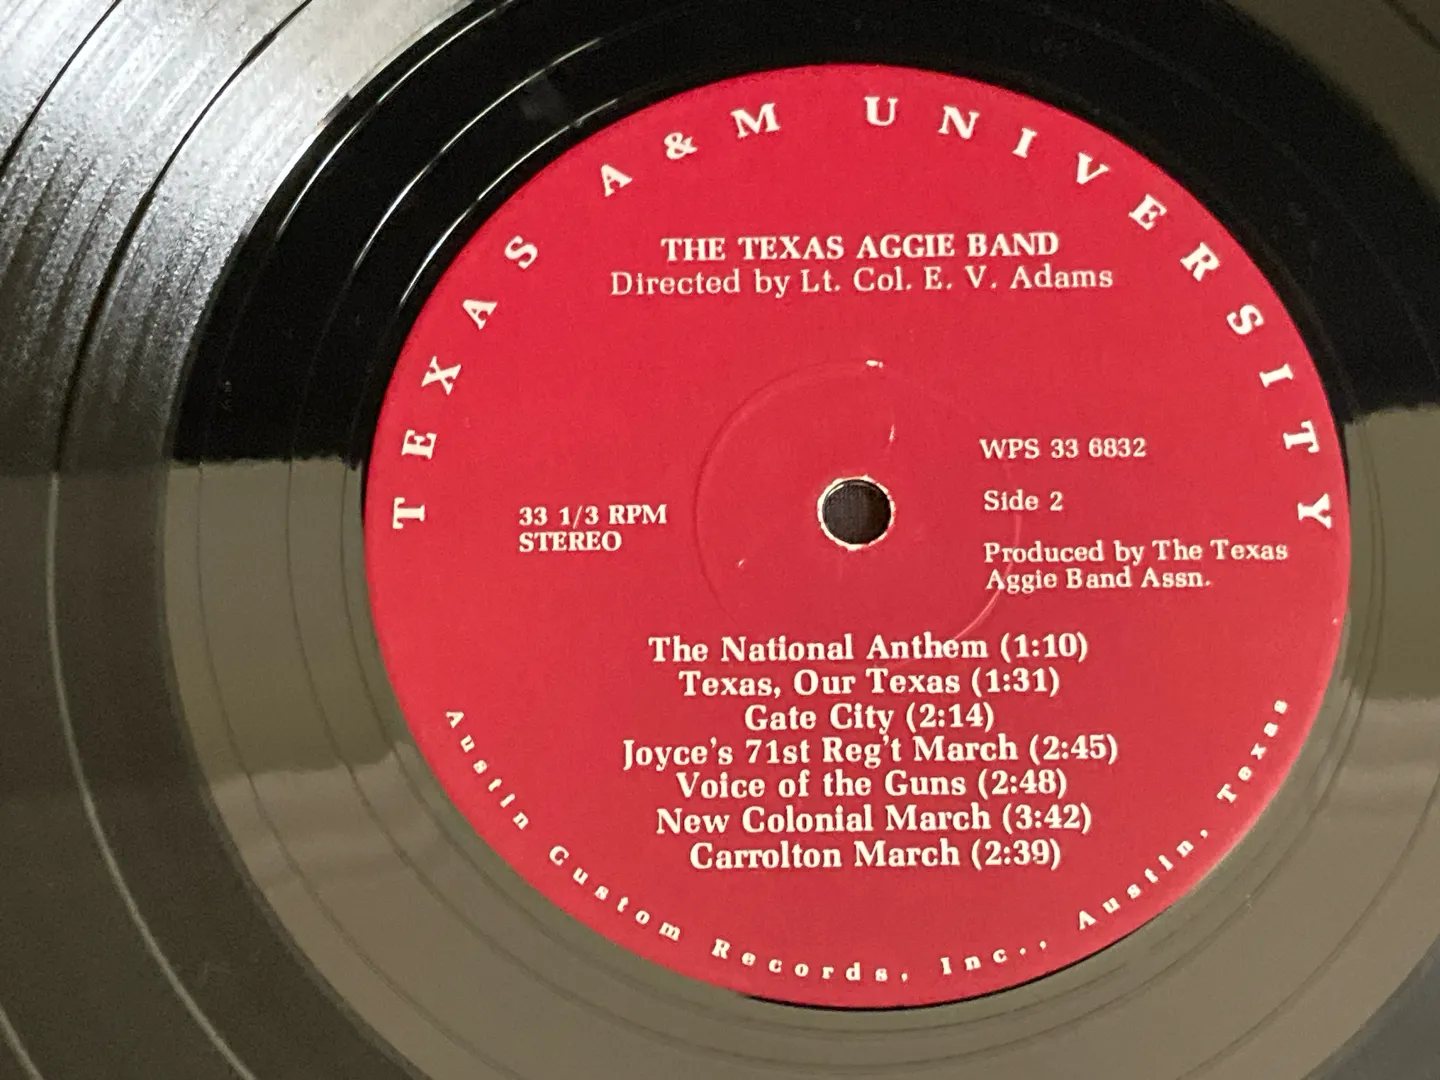 TEXAS A & M UNIVERSITY
THE TEXAS AGGIE BAND
Directed by Lt. Col. E. V. Adams
WPS 33 6832
Side 2
33 1/3 RPM
STEREO
Produced by The Texas
Aggie Band Assn.
The National Anthem (1:10)
Texas, Our Texas (1:31)
Gate City (2:14)
Joyce's 71st Reg't March (2:45)
Voice of the Guns (2:48)
New Colonial March (3:42)
Carrolton March (2:39)
Austin Custom Records, Inc., Austin, Texas